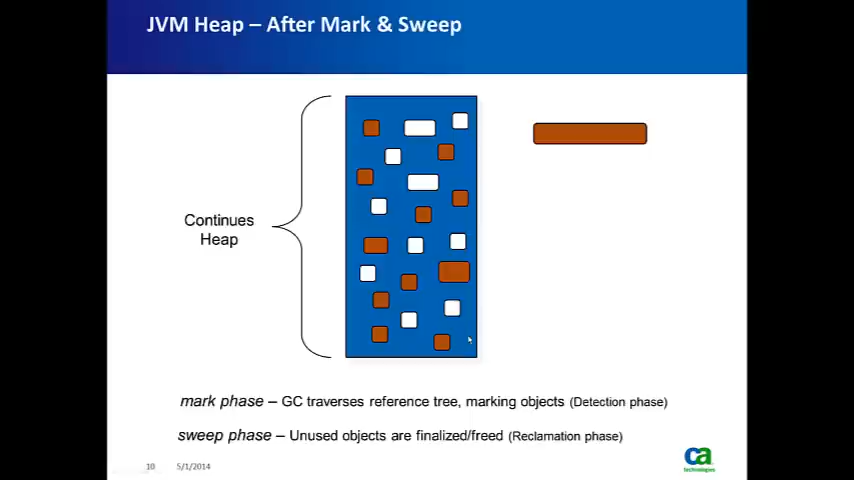 JVM Heap – After Mark & Sweep
Continues
Heap
mark phase – GC traverses reference tree, marking objects (Detection phase)
sweep phase – Unused objects are finalized/freed (Reclamation phase)
10 5/1/2014
ca
technologies